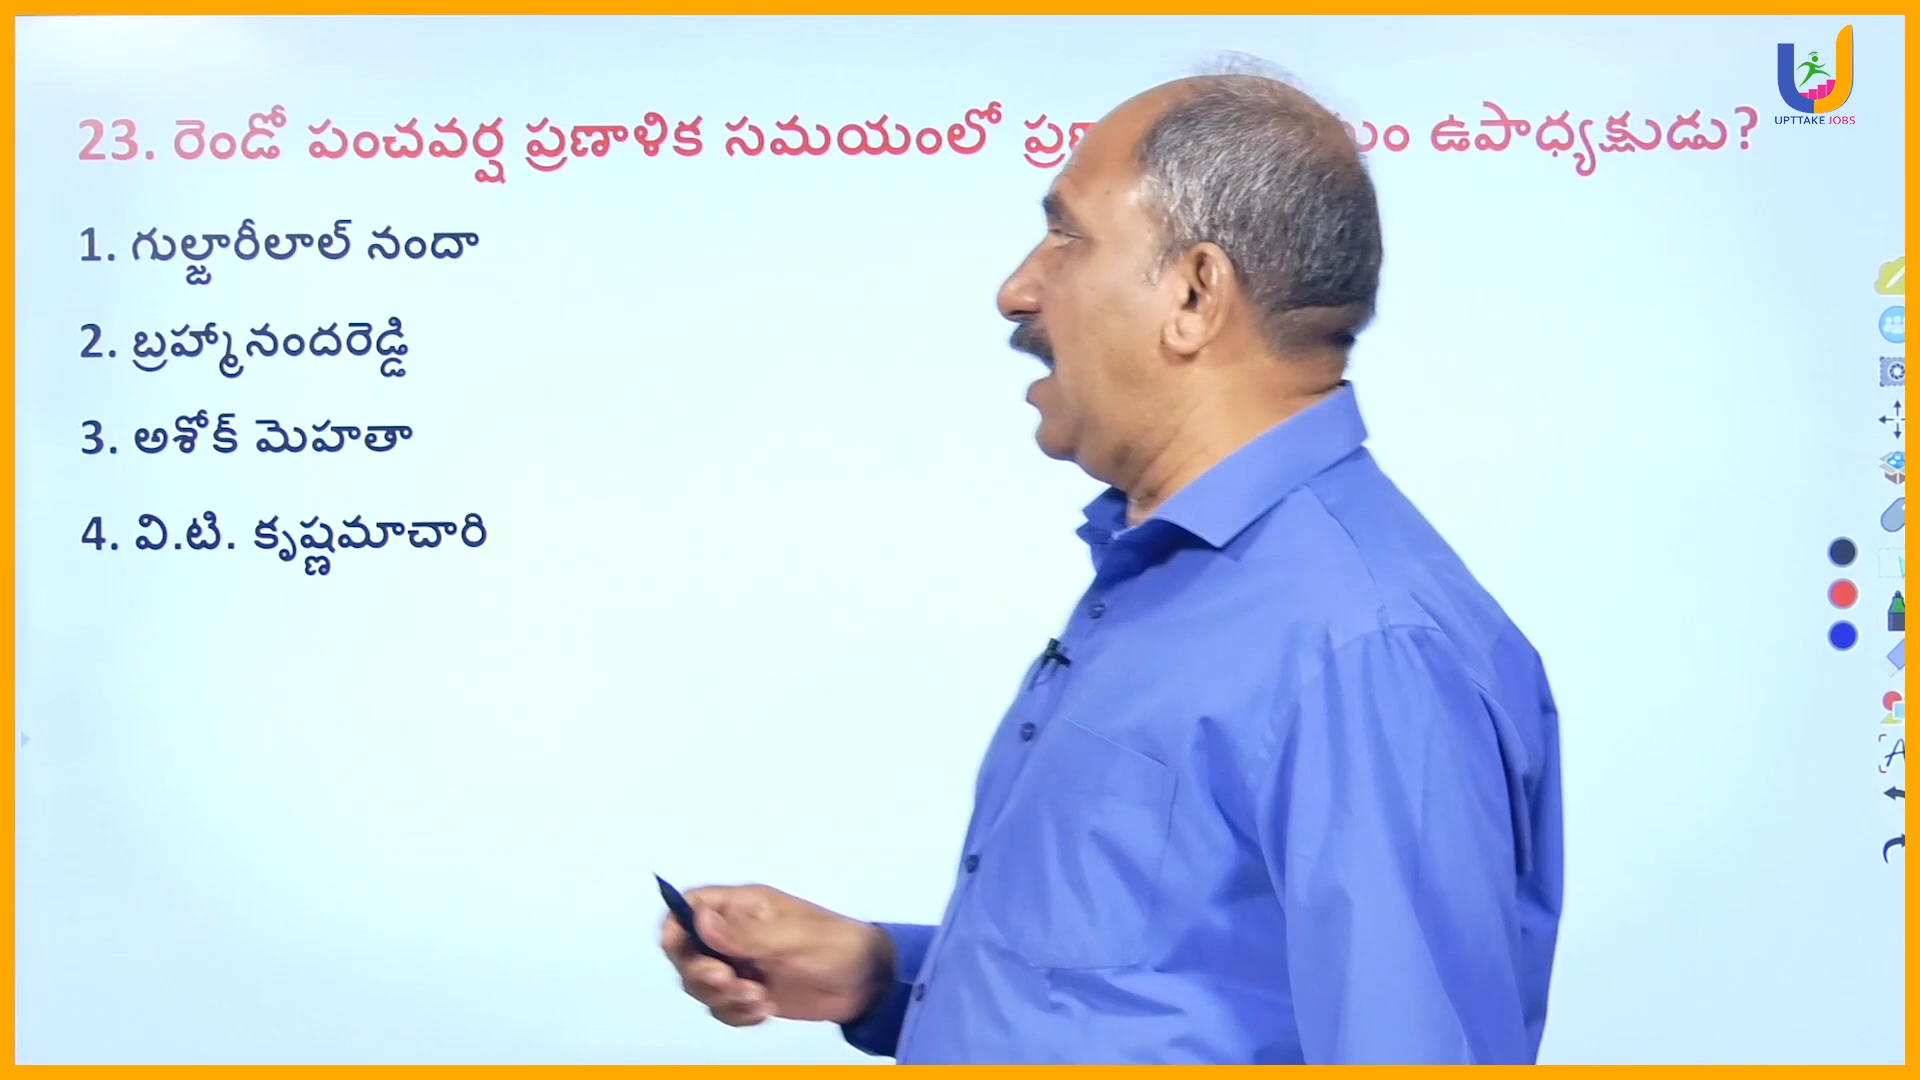 23. రెండో పంచవర్ష ప్రణాళిక సమయంలో ఉపాధ్యక్షుడు?
1. గుల్జారీలాల్ నందా
2. బ్రహ్మానందరెడ్డి
3. అశోక్ మెహతా
4. వి.టి. కృష్ణమాచారి
UPTTAKE JOBS